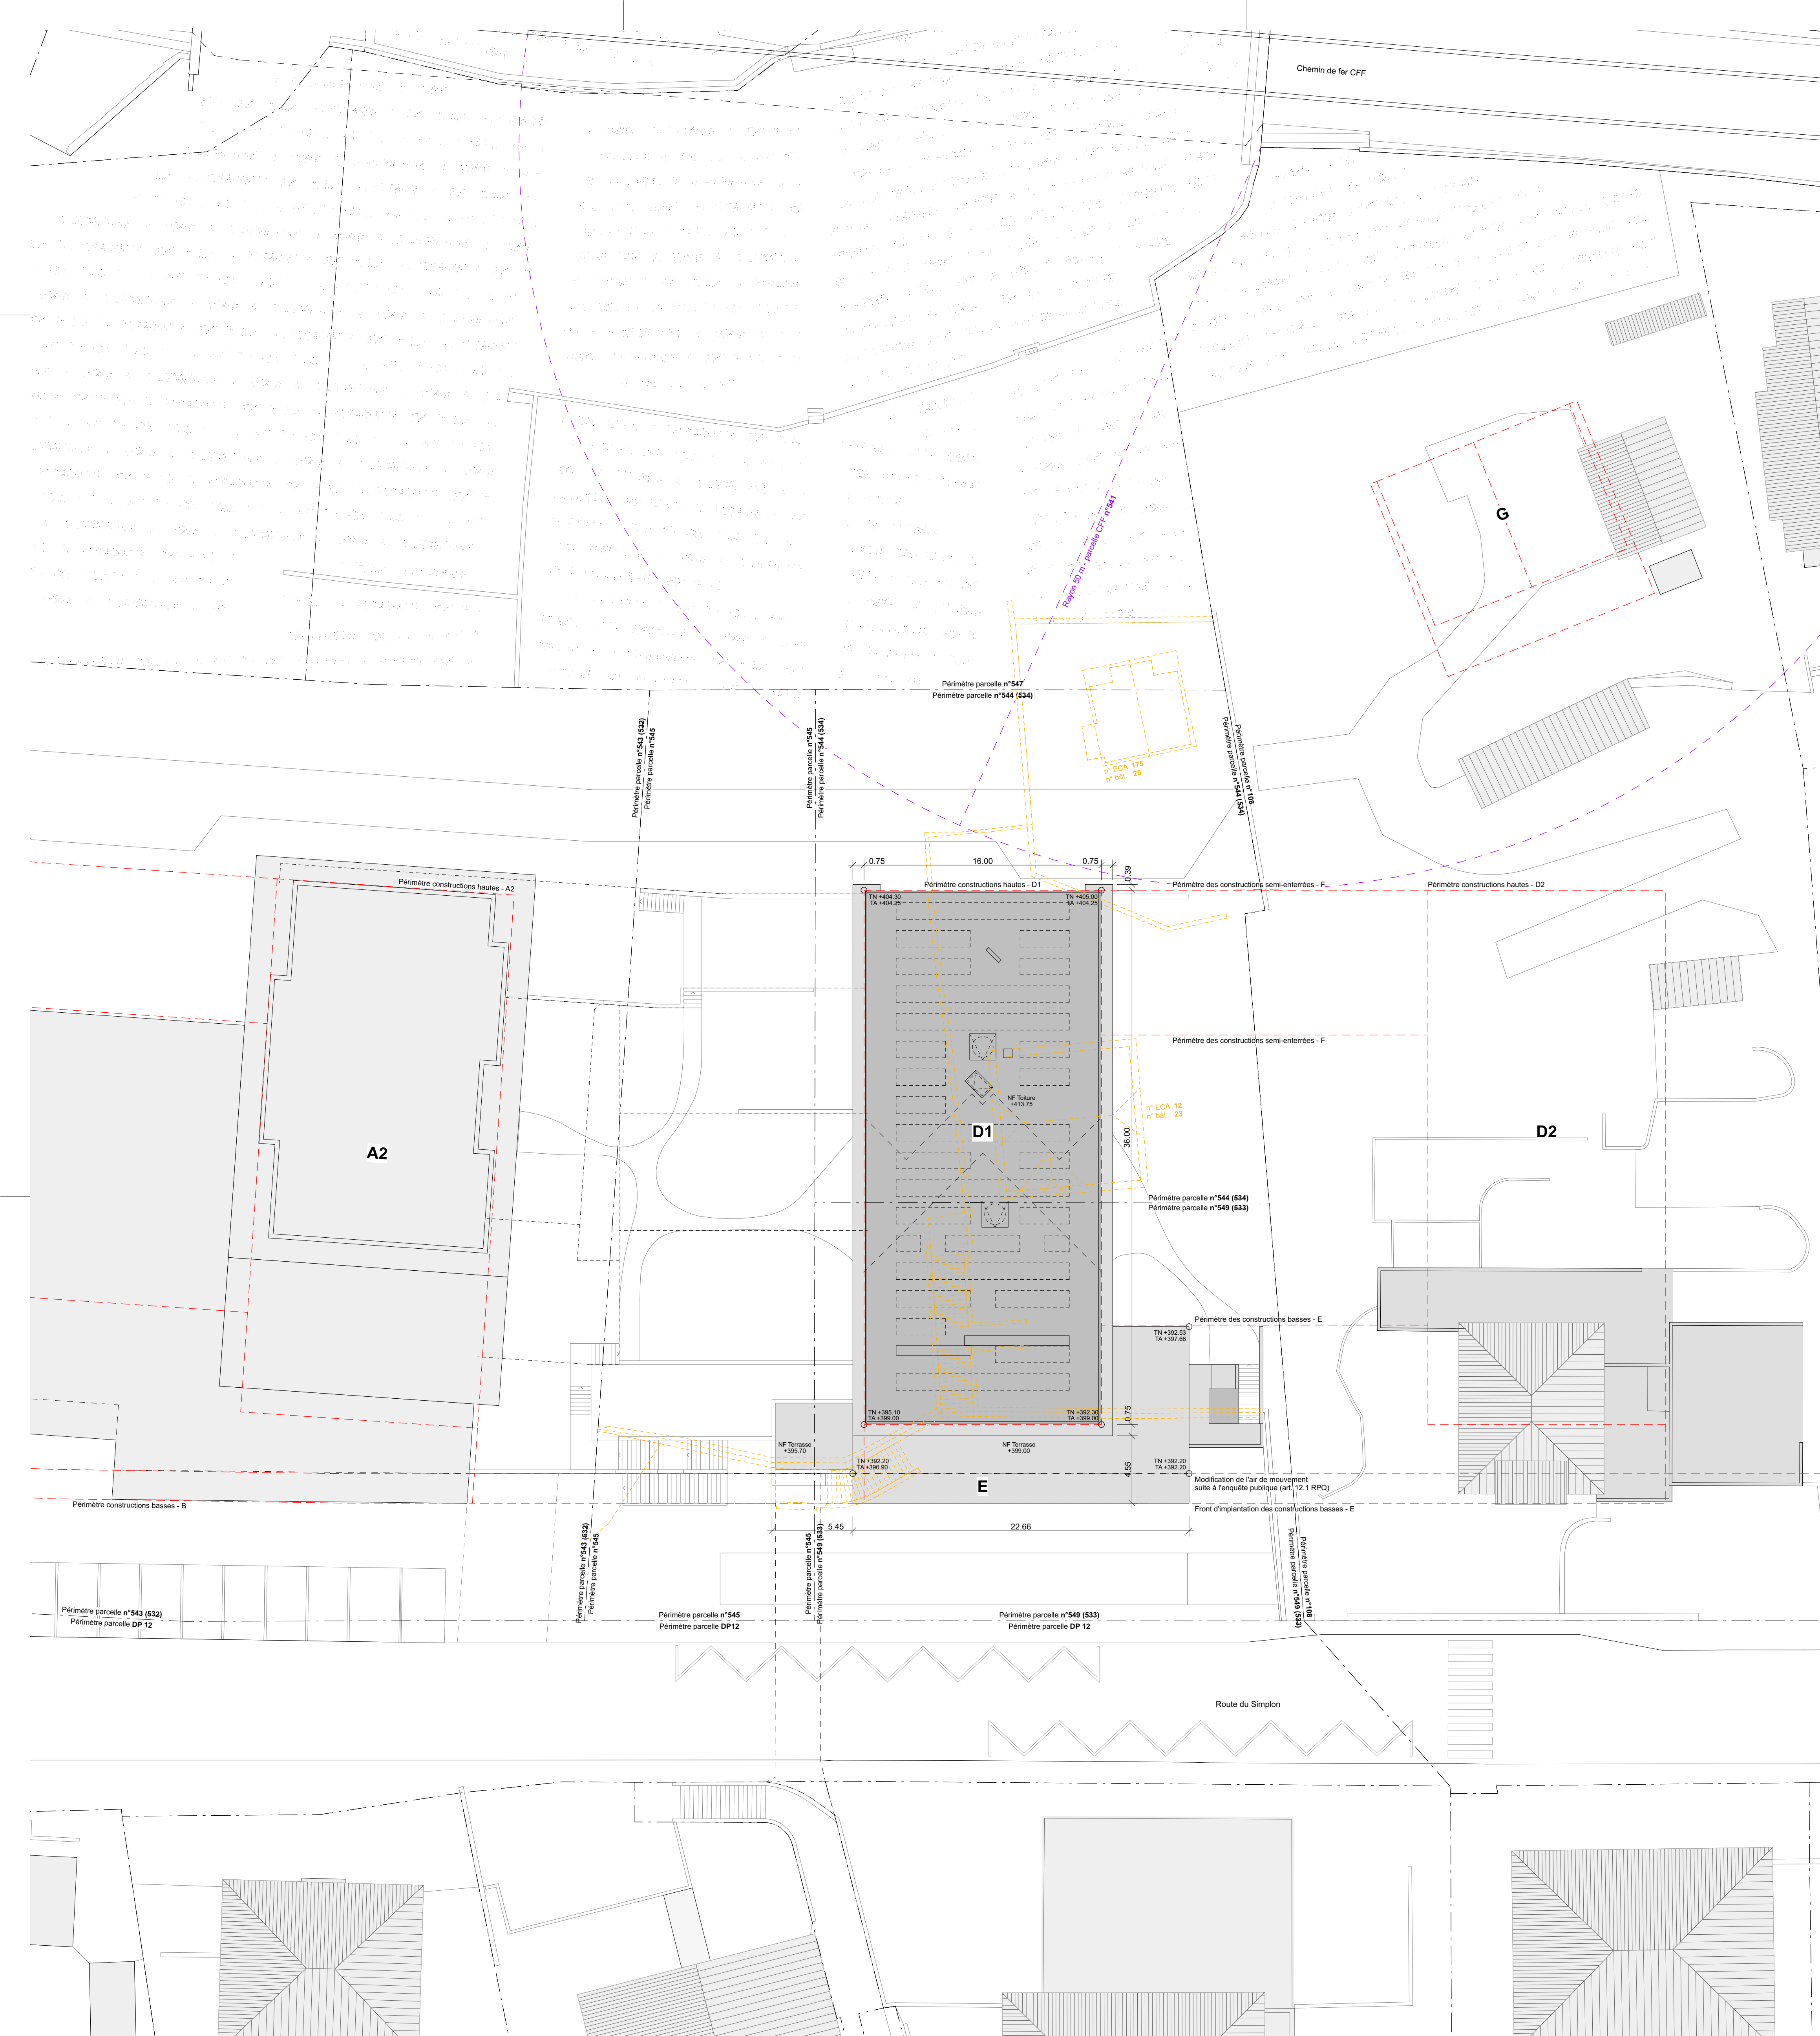 Chemin de fer CFF
Rayon 50 m - parcelle CFF n°541
G
Périmètre parcelle n°547
Périmètre parcelle n°544 (534)
Périmètre parcelle n°543 (532)
Périmètre parcelle n°545
Périmètre parcelle n°545
Périmètre parcelle n°544 (534)
Périmètre parcelle n°108
Périmètre parcelle n°544 (534)
n° ECA 175
n° bât. 25
0.75
16.00
0.75
0.39
Périmètre constructions hautes - A2
Périmètre constructions hautes - D1
Périmètre des constructions semi-enterrées - F
Périmètre constructions hautes - D2
TN +404.30
TA +404.25
TN +405.00
TA +404.25
Périmètre des constructions semi-enterrées - F
NF Toiture
+413.75
n° ECA 12
n° bât. 23
A2
D1
36.00
D2
Périmètre parcelle n°544 (534)
Périmètre parcelle n°549 (533)
Périmètre des constructions basses - E
TN +392.53
TA +397.66
TN +395.10
TA +399.00
TN +392.30
TA +399.00
0.75
NF Terrasse
+395.70
NF Terrasse
+399.00
TN +392.20
TA +390.90
TN +392.20
TA +392.20
4.55
E
Modification de l'air de mouvement
suite à l'enquête publique (art. 12.1 RPQ)
Périmètre constructions basses - B
Front d'implantation des constructions basses - E
5.45
22.66
Périmètre parcelle n°543 (532)
Périmètre parcelle n°545
Périmètre parcelle n°545
Périmètre parcelle n°549 (533)
Périmètre parcelle n°108
Périmètre parcelle n°549 (533)
Périmètre parcelle n°543 (532)
Périmètre parcelle DP 12
Périmètre parcelle n°545
Périmètre parcelle DP12
Périmètre parcelle n°549 (533)
Périmètre parcelle DP 12
Route du Simplon